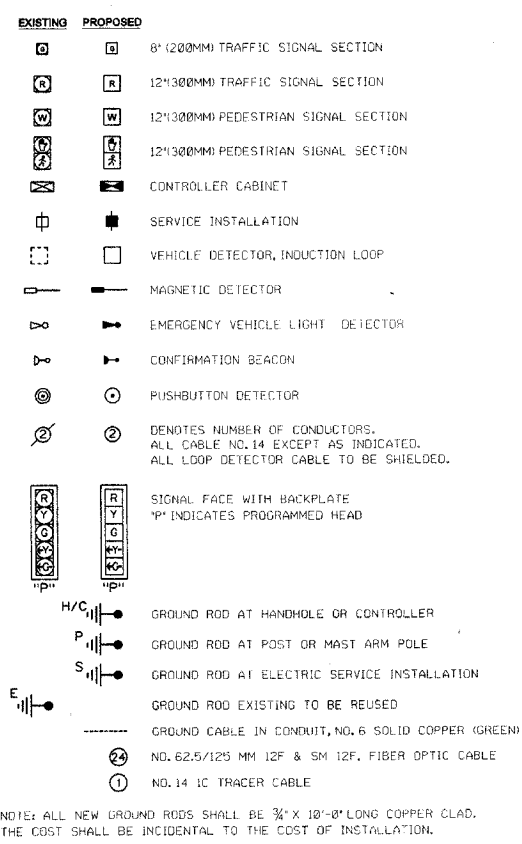 EXISTING PROPOSED
G G 8" (200MM) TRAFFIC SIGNAL SECTION
R R 12"(300MM) TRAFFIC SIGNAL SECTION
W W 12"(300MM) PEDESTRIAN SIGNAL SECTION
12"(300MM) PEDESTRIAN SIGNAL SECTION
CONTROLLER CABINET
SERVICE INSTALLATION
VEHICLE DETECTOR, INDUCTION LOOP
MAGNETIC DETECTOR
EMERGENCY VEHICLE LIGHT DETECTOR
CONFIRMATION BEACON
PUSHBUTTON DETECTOR
2 2 DENOTES NUMBER OF CONDUCTORS.
ALL CABLE NO. 14 EXCEPT AS INDICATED.
ALL LOOP DETECTOR CABLE TO BE SHIELDED.
R R SIGNAL FACE WITH BACKPLATE
Y Y "P" INDICATES PROGRAMMED HEAD
G G
Y Y
G G
"P" "P"
H/C GROUND ROD AT HANDHOLE OR CONTROLLER
P GROUND ROD AT POST OR MAST ARM POLE
S GROUND ROD AT ELECTRIC SERVICE INSTALLATION
E GROUND ROD EXISTING TO BE REUSED
GROUND CABLE IN CONDUIT, NO. 6 SOLID COPPER (GREEN)
24 NO. 62.5/125 MM 12F & SM 12F. FIBER OPTIC CABLE
1 NO. 14 1C TRACER CABLE
NOTE: ALL NEW GROUND RODS SHALL BE ¾" X 10'-0" LONG COPPER CLAD.
THE COST SHALL BE INCIDENTAL TO THE COST OF INSTALLATION.